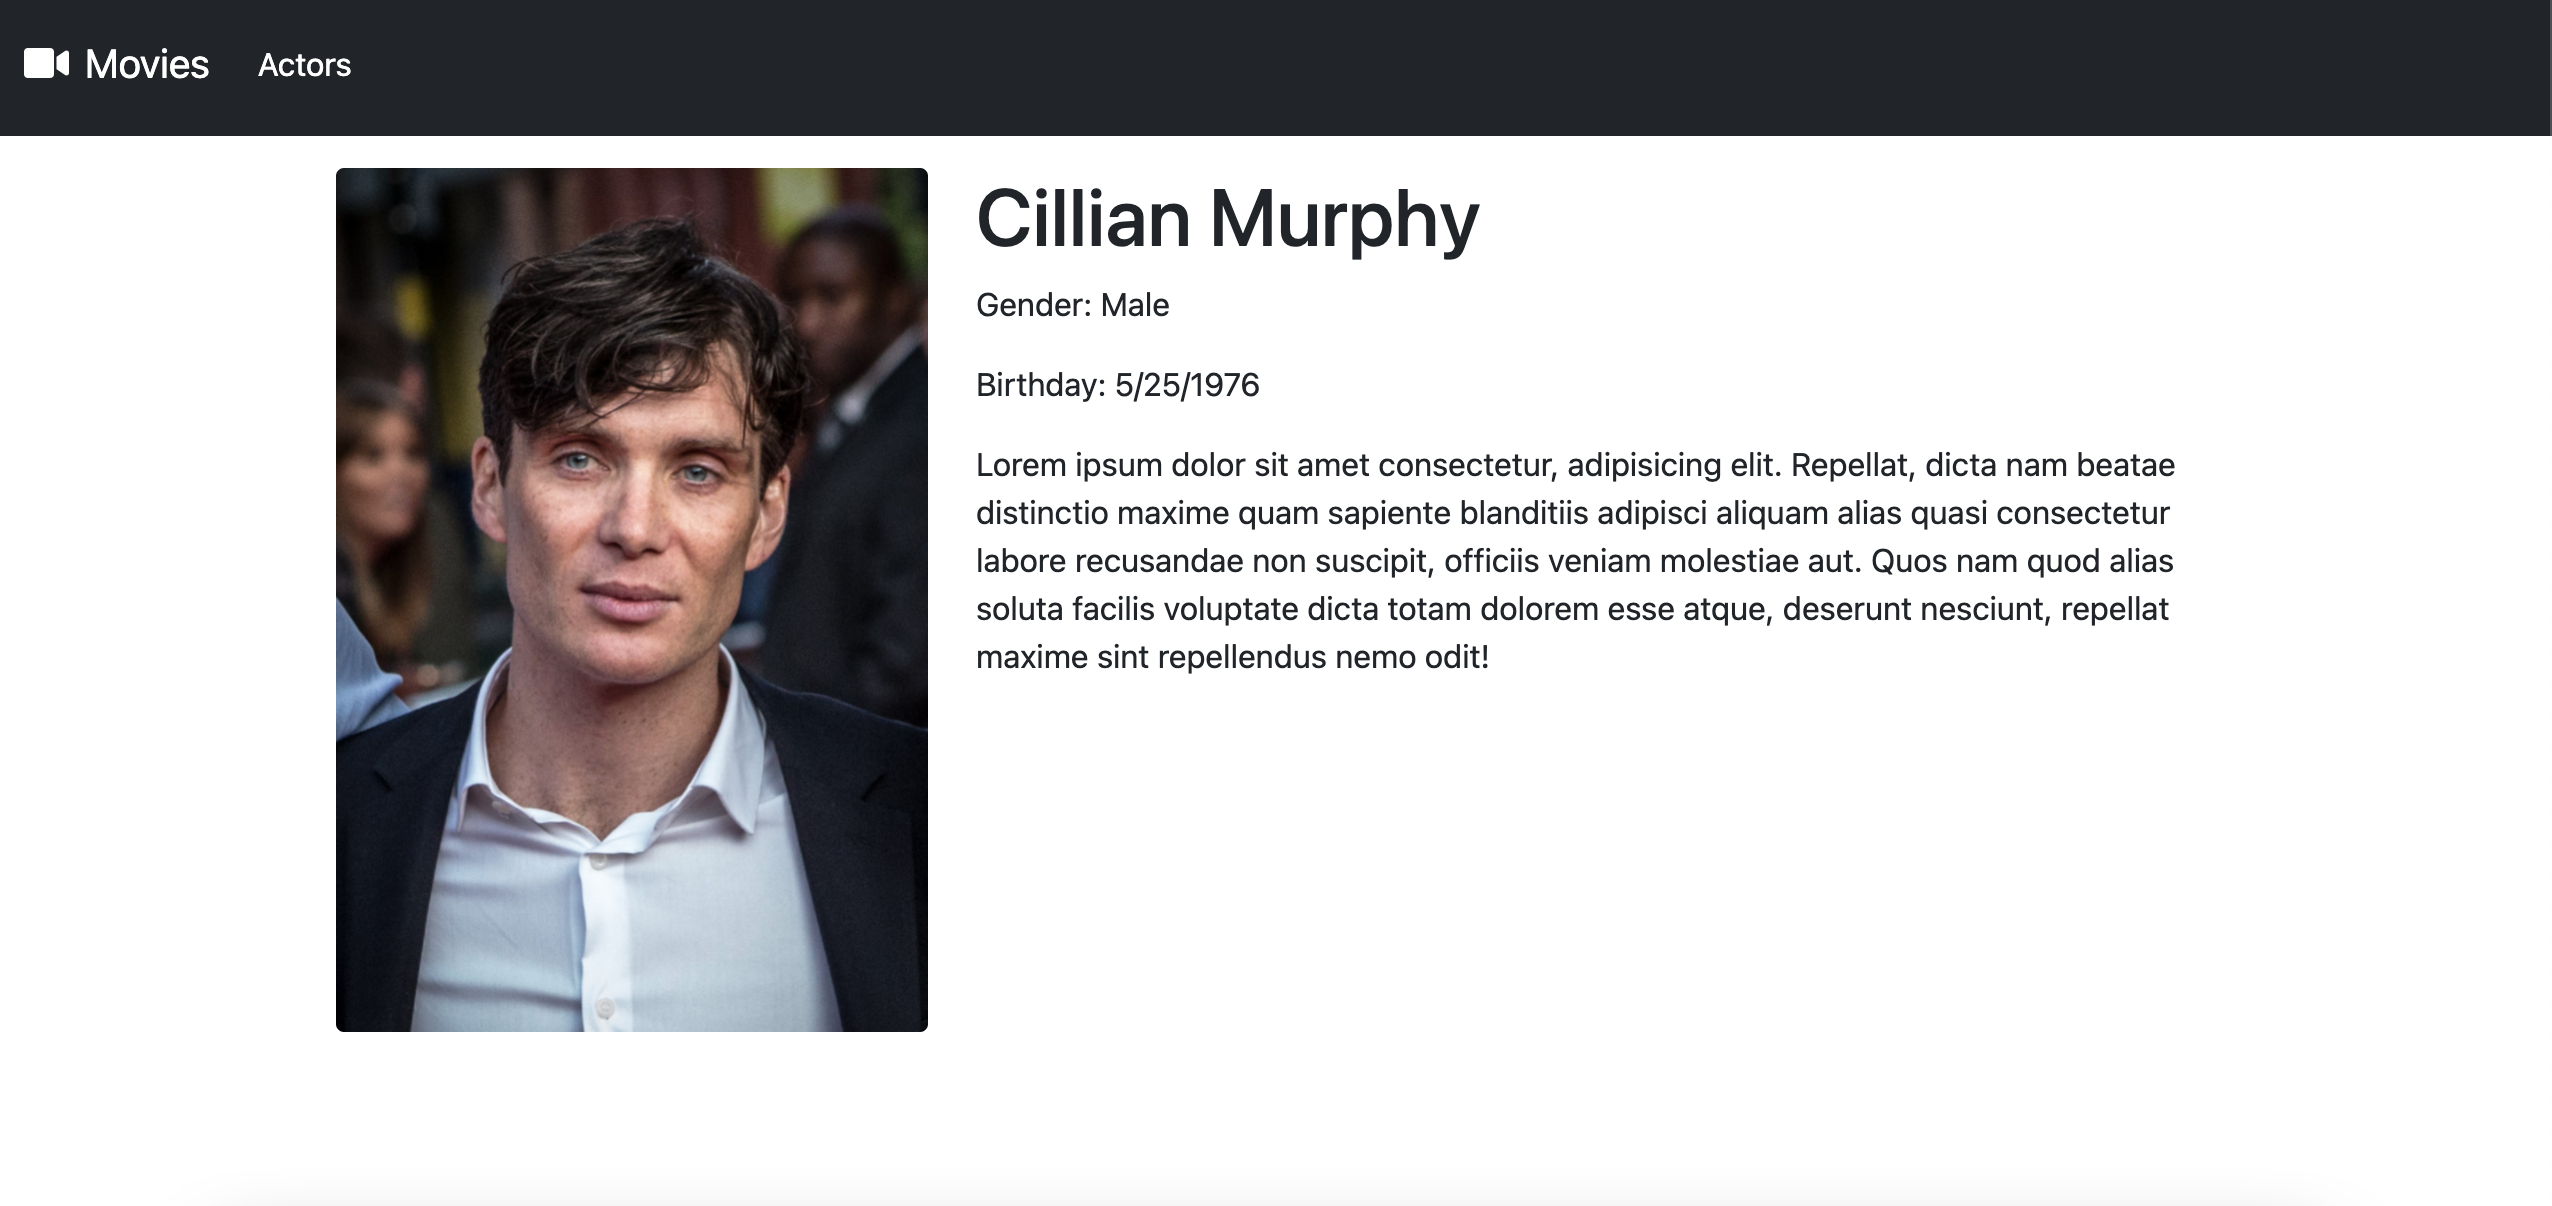 Movies Actors
Cillian Murphy
Gender: Male
Birthday: 5/25/1976
Lorem ipsum dolor sit amet consectetur, adipisicing elit. Repellat, dicta nam beatae
distinctio maxime quam sapiente blanditiis adipisci aliquam alias quasi consectetur
labore recusandae non suscipit, officiis veniam molestiae aut. Quos nam quod alias
soluta facilis voluptate dicta totam dolorem esse atque, deserunt nesciunt, repellat
maxime sint repellendus nemo odit!